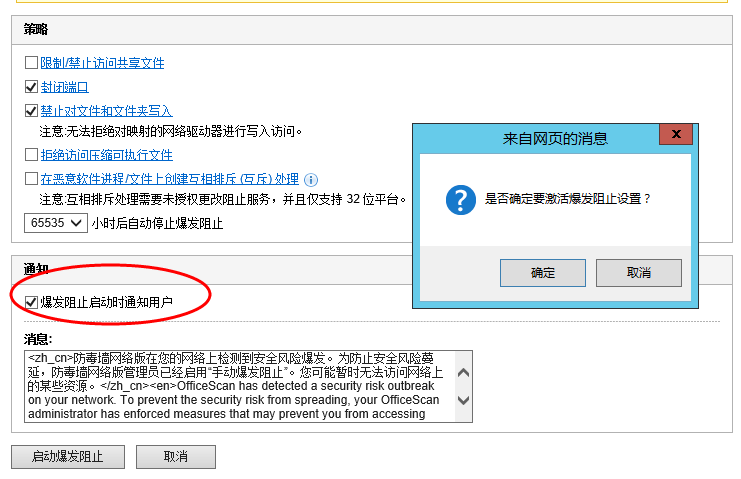 策略
限制/禁止访问共享文件
封闭端口
禁止对文件和文件夹写入
注意:无法拒绝对映射的网络驱动器进行写入访问。
拒绝访问压缩可执行文件
在恶意软件进程/文件上创建互相排斥 (互斥) 处理
注意:互相排斥处理需要未授权更改阻止服务，并且仅支持 32 位平台。
65535 小时后自动停止爆发阻止
来自网页的消息
x
是否确定要激活爆发阻止设置？
确定 取消
通知
爆发阻止启动时通知用户
消息:
<zh_cn>防毒墙网络版在您的网络上检测到安全风险爆发。为防止安全风险蔓
延，防毒墙网络版管理员已经启用“手动爆发阻止”。您可能暂时无法访问网络上
的某些资源。</zh_cn><en>OfficeScan has detected a security risk outbreak
on your network. To prevent the security risk from spreading, your OfficeScan
administrator has enforced measures that may prevent you from accessing
启动爆发阻止 取消